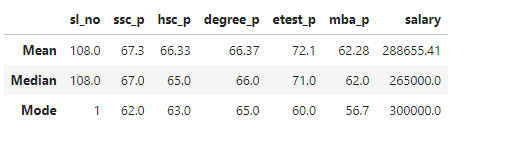 sl_no ssc_p hsc_p degree_p etest_p mba_p salary
Mean 108.0 67.3 66.33 66.37 72.1 62.28 288655.41
Median 108.0 67.0 65.0 66.0 71.0 62.0 265000.0
Mode 1 62.0 63.0 65.0 60.0 56.7 300000.0